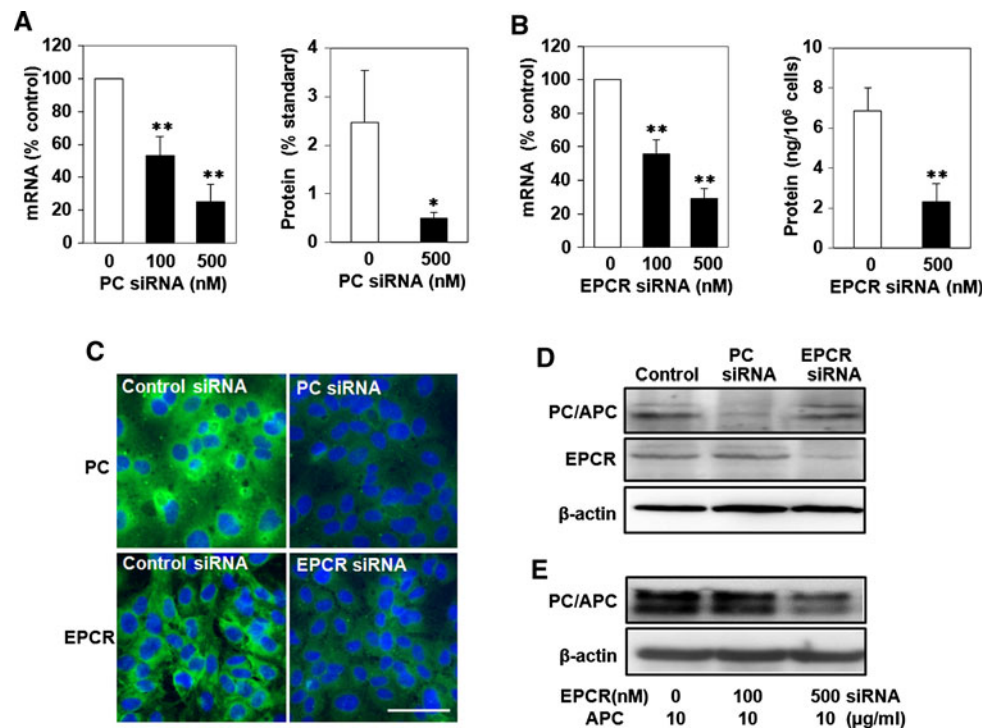 A
120
100
80
60
40
20
0
mRNA (% control)
**
**
0 100 500
PC siRNA (nM)
4
3
2
1
0
Protein (% standard)
*
0 500
PC siRNA (nM)
B
120
100
80
60
40
20
0
mRNA (% control)
**
**
0 100 500
EPCR siRNA (nM)
8
6
4
2
0
Protein (ng/10⁶ cells)
**
0 500
EPCR siRNA (nM)
C
Control siRNA
PC siRNA
PC
Control siRNA
EPCR siRNA
EPCR
D
Control
PC siRNA
EPCR siRNA
PC/APC
EPCR
β-actin
E
PC/APC
β-actin
EPCR(nM) 0 100 500 siRNA
APC 10 10 10 (µg/ml)